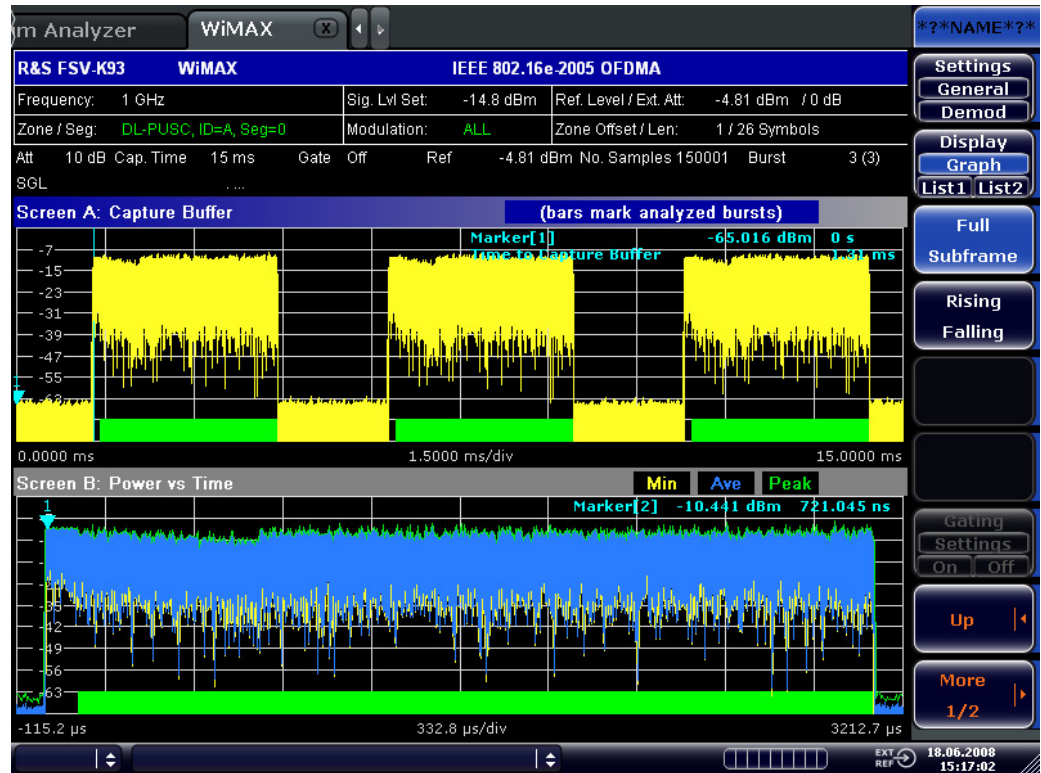 m Analyzer WiMAX X
*?*NAME*?*
R&S FSV-K93 WiMAX IEEE 802.16e-2005 OFDMA
Frequency: 1 GHz Sig. Lvl Set: -14.8 dBm Ref. Level / Ext. Att: -4.81 dBm / 0 dB
Zone / Seg: DL-PUSC, ID=A, Seg=0 Modulation: ALL Zone Offset / Len: 1 / 26 Symbols
Att 10 dB Cap. Time 15 ms Gate Off Ref -4.81 dBm No. Samples 150001 Burst 3 (3)
SGL . ...
Screen A: Capture Buffer (bars mark analyzed bursts)
Marker[1] -65.016 dBm 0 s
Time to Capture Buffer 1.31 ms
-7
-15
-23
-31
-39
-47
-55
-63
1
0.0000 ms 1.5000 ms/div 15.0000 ms
Screen B: Power vs Time Min Ave Peak
Marker[2] -10.441 dBm 721.045 ns
1
-42
-49
-56
-63
-115.2 µs 332.8 µs/div 3212.7 µs
Settings
General
Demod
Display
Graph
List1 List2
Full
Subframe
Rising
Falling
Gating
Settings
On Off
Up
More
1/2
EXT
REF
18.06.2008
15:17:02